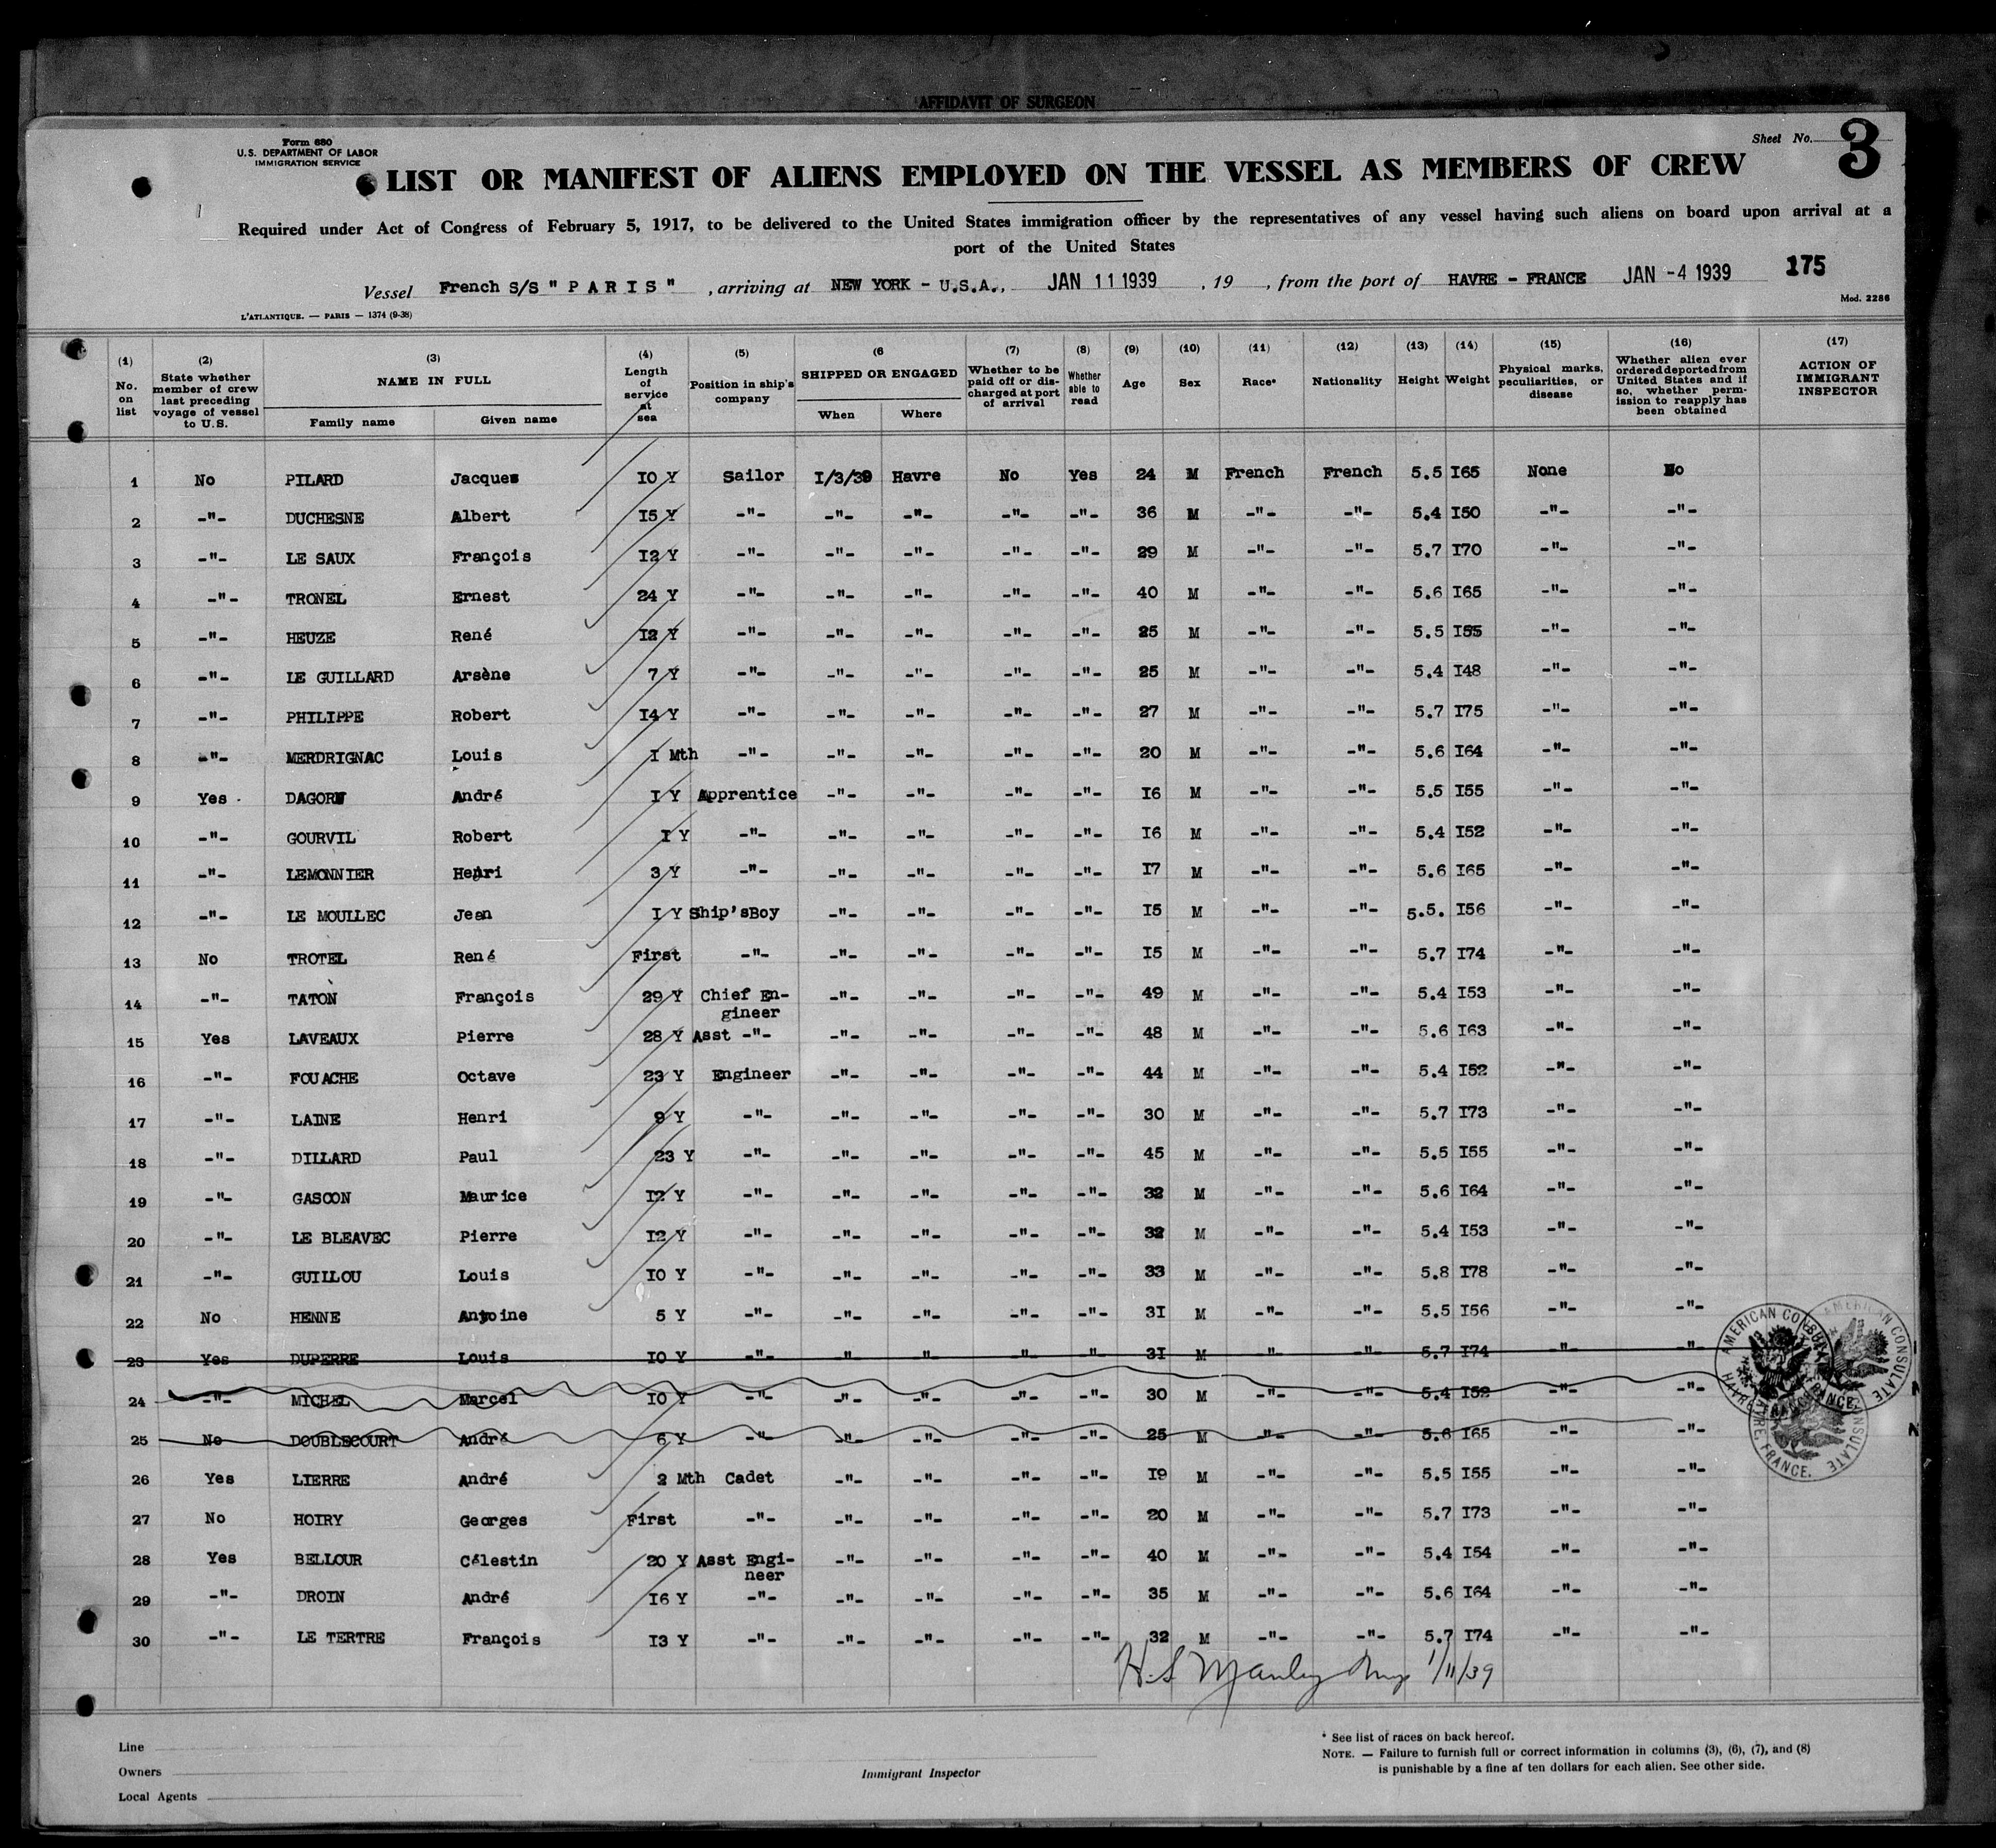 AFFIDAVIT OF SURGEON
Form 680
U.S. DEPARTMENT OF LABOR
IMMIGRATION SERVICE
Sheet No. 3
LIST OR MANIFEST OF ALIENS EMPLOYED ON THE VESSEL AS MEMBERS OF CREW
Required under Act of Congress of February 5, 1917, to be delivered to the United States immigration officer by the representatives of any vessel having such aliens on board upon arrival at a
port of the United States
Vessel French S/S " P A R I S " , arriving at NEW YORK - U.S.A., JAN 11 1939 , 19 , from the port of HAVRE - FRANCE JAN -4 1939 175
L'ATLANTIQUE. — PARIS — 1374 (9-38) Mod. 2286
(1) No. on list
(2) State whether member of crew last preceding voyage of vessel to U.S.
(3) NAME IN FULL
Family name Given name
(4) Length of service at sea
(5) Position in ship's company
(6 SHIPPED OR ENGAGED
When Where
(7) Whether to be paid off or discharged at port of arrival
(8) Whether able to read
(9) Age
(10) Sex
(11) Race*
(12) Nationality
(13) Height
(14) Weight
(15) Physical marks, peculiarities, or disease
(16) Whether alien ever ordered deported from United States and if so, whether permission to reapply has been obtained
(17) ACTION OF IMMIGRANT INSPECTOR
1 No PILARD Jacques I0 Y Sailor I/3/39 Havre No Yes 24 M French French 5.5 I65 None No
2 -"- DUCHESNE Albert I5 Y -"- -"- -"- -"- -"- 36 M -"- -"- 5.4 I50 -"- -"-
3 -"- LE SAUX François I2 Y -"- -"- -"- -"- -"- 29 M -"- -"- 5.7 I70 -"- -"-
4 -"- TRONEL Ernest 24 Y -"- -"- -"- -"- -"- 40 M -"- -"- 5.6 I65 -"- -"-
5 -"- HEUZE René I2 Y -"- -"- -"- -"- -"- 25 M -"- -"- 5.5 I55 -"- -"-
6 -"- LE GUILLARD Arsène 7 Y -"- -"- -"- -"- -"- 25 M -"- -"- 5.4 I48 -"- -"-
7 -"- PHILIPPE Robert I4 Y -"- -"- -"- -"- -"- 27 M -"- -"- 5.7 I75 -"- -"-
8 -"- MERDRIGNAC Louis I Mth -"- -"- -"- -"- -"- 20 M -"- -"- 5.6 I64 -"- -"-
9 Yes DAGORN André I Y Apprentice -"- -"- -"- -"- I6 M -"- -"- 5.5 I55 -"- -"-
10 -"- GOURVIL Robert I Y -"- -"- -"- -"- -"- I6 M -"- -"- 5.4 I52 -"- -"-
11 -"- LEMONNIER Henri 3 Y -"- -"- -"- -"- -"- I7 M -"- -"- 5.6 I65 -"- -"-
12 -"- LE MOULLEC Jean I Y Ship'sBoy -"- -"- -"- -"- I5 M -"- -"- 5.5. I56 -"- -"-
13 No TROTEL René First -"- -"- -"- -"- -"- I5 M -"- -"- 5.7 I74 -"- -"-
14 -"- TATON François 29 Y Chief En- -"- -"- -"- -"- 49 M -"- -"- 5.4 I53 -"- -"-
gineer
15 Yes LAVEAUX Pierre 28 Y Asst -"- -"- -"- -"- -"- 48 M -"- -"- 5.6 I63 -"- -"-
16 -"- FOUACHE Octave 23 Y Engineer -"- -"- -"- -"- 44 M -"- -"- 5.4 I52 -"- -"-
17 -"- LAINE Henri 9 Y -"- -"- -"- -"- -"- 30 M -"- -"- 5.7 I73 -"- -"-
18 -"- DILLARD Paul 23 Y -"- -"- -"- -"- -"- 45 M -"- -"- 5.5 I55 -"- -"-
19 -"- GASCON Maurice I2 Y -"- -"- -"- -"- -"- 32 M -"- -"- 5.6 I64 -"- -"-
20 -"- LE BLEAVEC Pierre I2 Y -"- -"- -"- -"- -"- 32 M -"- -"- 5.4 I53 -"- -"-
21 -"- GUILLOU Louis I0 Y -"- -"- -"- -"- -"- 33 M -"- -"- 5.8 I78 -"- -"-
22 No HENNE Antoine 5 Y -"- -"- -"- -"- -"- 3I M -"- -"- 5.5 I56 -"- -"-
23 Yes DUPERRE Louis I0 Y -"- -"- -"- -"- -"- 3I M -"- -"- 5.7 I74 -"- -"-
24 -"- MICHEL Marcel I0 Y -"- -"- -"- -"- -"- 30 M -"- -"- 5.4 I52 -"- -"-
25 No DOUBLECOURT André 6 Y -"- -"- -"- -"- -"- 25 M -"- -"- 5.6 I65 -"- -"-
26 Yes LIERRE André 2 Mth Cadet -"- -"- -"- -"- I9 M -"- -"- 5.5 I55 -"- -"-
27 No HOIRY Georges First -"- -"- -"- -"- -"- 20 M -"- -"- 5.7 I73 -"- -"-
28 Yes BELLOUR Célestin 20 Y Asst Engi- -"- -"- -"- -"- 40 M -"- -"- 5.4 I54 -"- -"-
neer
29 -"- DROIN André I6 Y -"- -"- -"- -"- -"- 35 M -"- -"- 5.6 I64 -"- -"-
30 -"- LE TERTRE François I3 Y -"- -"- -"- -"- -"- 32 M -"- -"- 5.7 I74 -"- -"-
AMERICAN CONSULATE HAVRE, FRANCE.
H.S Manley 1/11/39
* See list of races on back hereof.
NOTE. — Failure to furnish full or correct information in columns (3), (6), (7), and (8)
is punishable by a fine af ten dollars for each alien. See other side.
Line
Owners
Local Agents
Immigrant Inspector